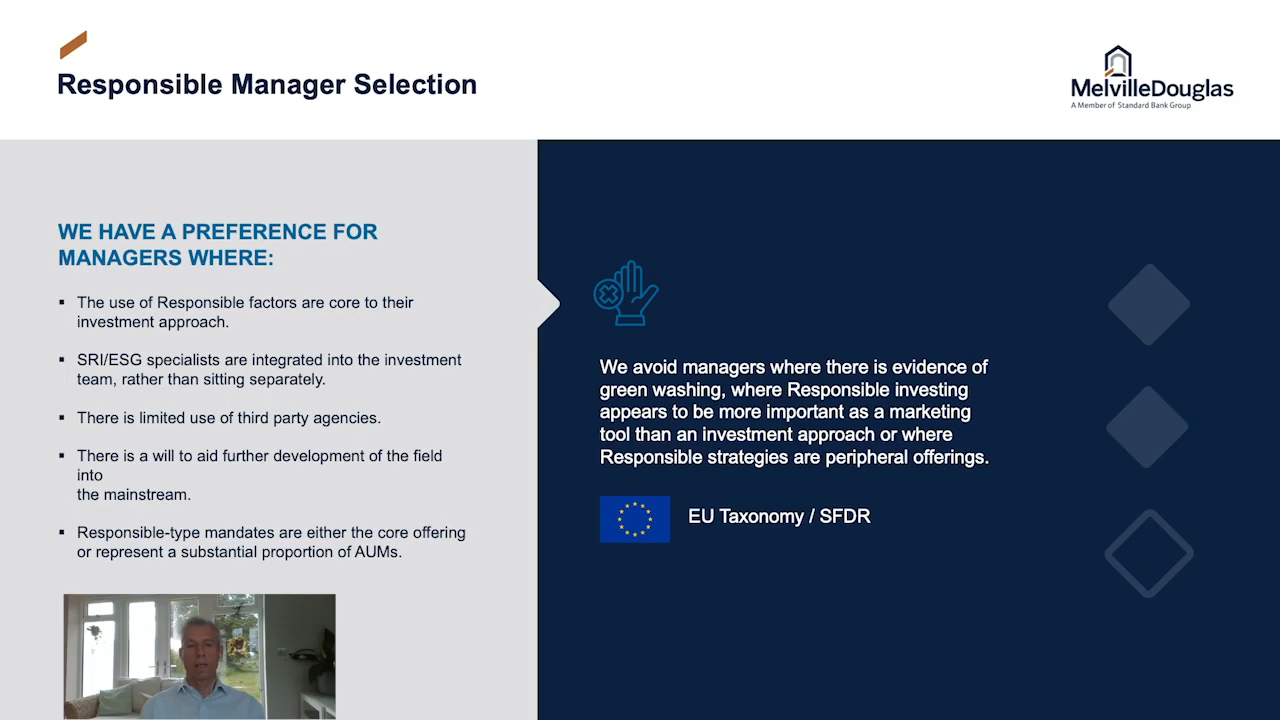 Responsible Manager Selection
MelvilleDouglas
A Member of Standard Bank Group
WE HAVE A PREFERENCE FOR
MANAGERS WHERE:
▪ The use of Responsible factors are core to their
investment approach.
▪ SRI/ESG specialists are integrated into the investment
team, rather than sitting separately.
▪ There is limited use of third party agencies.
▪ There is a will to aid further development of the field
into
the mainstream.
▪ Responsible-type mandates are either the core offering
or represent a substantial proportion of AUMs.
We avoid managers where there is evidence of
green washing, where Responsible investing
appears to be more important as a marketing
tool than an investment approach or where
Responsible strategies are peripheral offerings.
EU Taxonomy / SFDR